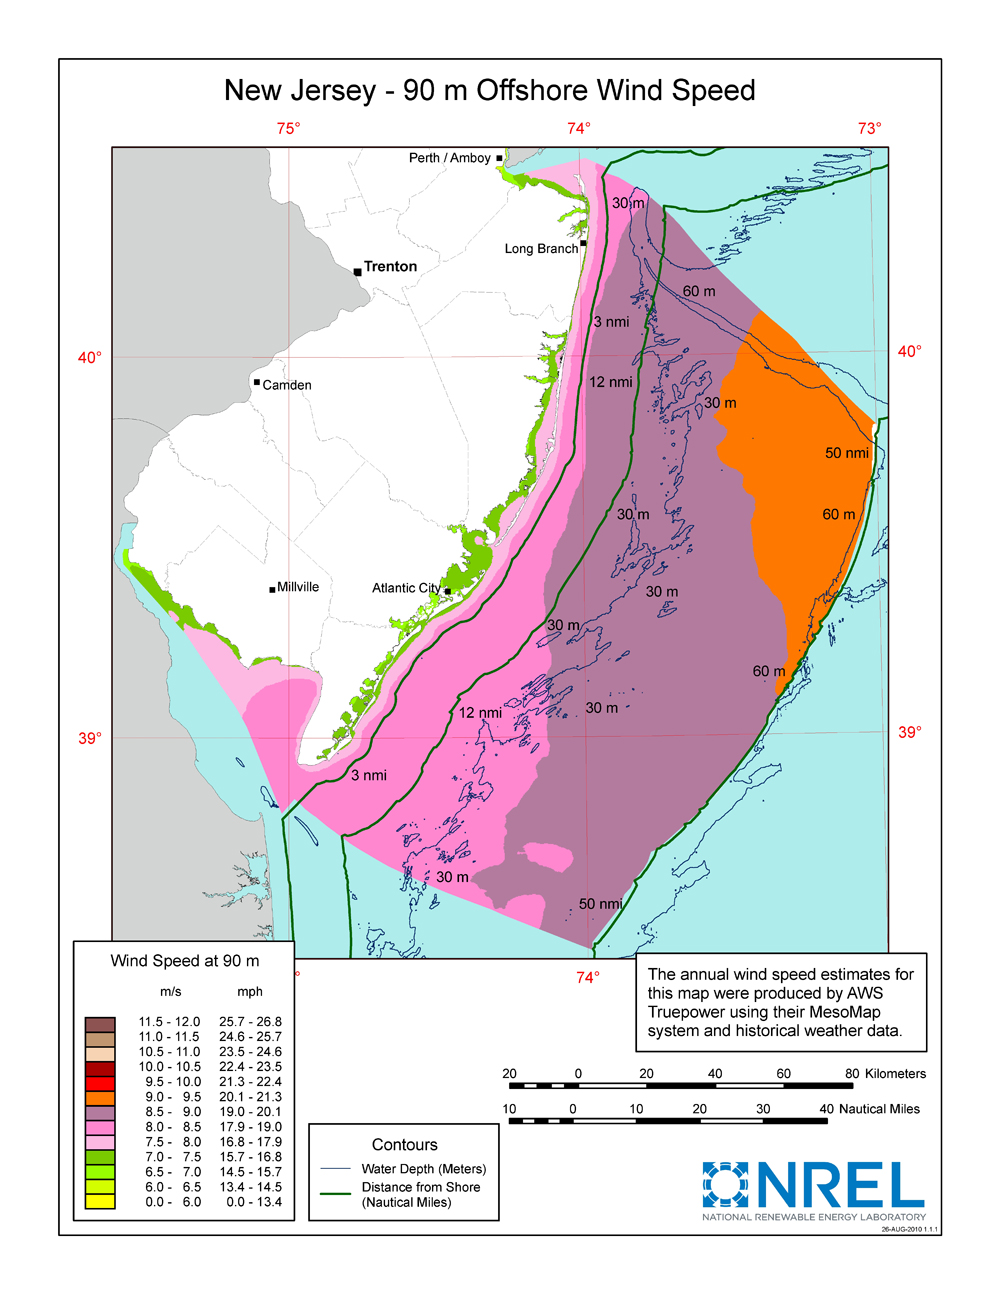 New Jersey - 90 m Offshore Wind Speed
75°
74°
73°
Perth / Amboy
30 m
Long Branch
Trenton
60 m
3 nmi
40°
40°
Camden
12 nmi
30 m
50 nmi
30 m
60 m
Millville
Atlantic City
30 m
30 m
60 m
30 m
12 nmi
39°
39°
3 nmi
30 m
50 nmi
°
74°
Wind Speed at 90 m
m/s mph
11.5 - 12.0 25.7 - 26.8
11.0 - 11.5 24.6 - 25.7
10.5 - 11.0 23.5 - 24.6
10.0 - 10.5 22.4 - 23.5
9.5 - 10.0 21.3 - 22.4
9.0 - 9.5 20.1 - 21.3
8.5 - 9.0 19.0 - 20.1
8.0 - 8.5 17.9 - 19.0
7.5 - 8.0 16.8 - 17.9
7.0 - 7.5 15.7 - 16.8
6.5 - 7.0 14.5 - 15.7
6.0 - 6.5 13.4 - 14.5
0.0 - 6.0 0.0 - 13.4
The annual wind speed estimates for
this map were produced by AWS
Truepower using their MesoMap
system and historical weather data.
20 0 20 40 60 80 Kilometers
10 0 10 20 30 40 Nautical Miles
Contours
Water Depth (Meters)
Distance from Shore
(Nautical Miles)
NREL
NATIONAL RENEWABLE ENERGY LABORATORY
26-AUG-2010 1.1.1